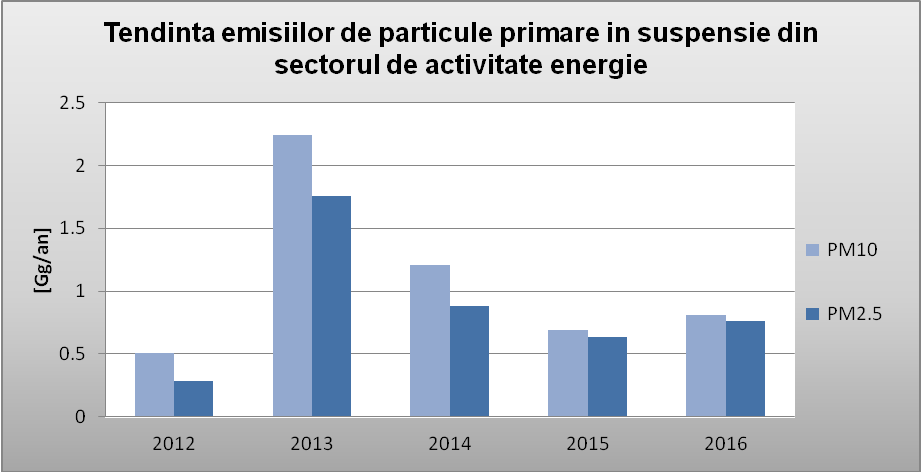 Tendinta emisiilor de particule primare in suspensie din
sectorul de activitate energie
2.5
2
1.5
1
0.5
0
[Gg/an]
2012 2013 2014 2015 2016
PM10
PM2.5